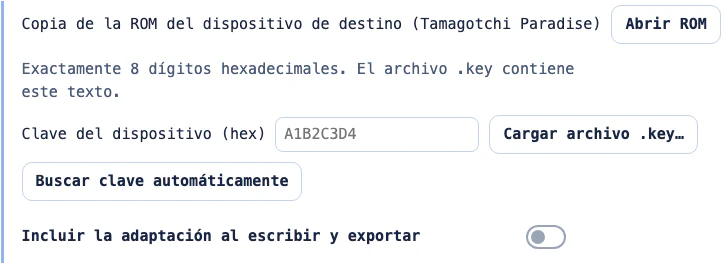 Copia de la ROM del dispositivo de destino (Tamagotchi Paradise) Abrir ROM
Exactamente 8 dígitos hexadecimales. El archivo .key contiene
este texto.
Clave del dispositivo (hex) A1B2C3D4 Cargar archivo .key…
Buscar clave automáticamente
Incluir la adaptación al escribir y exportar